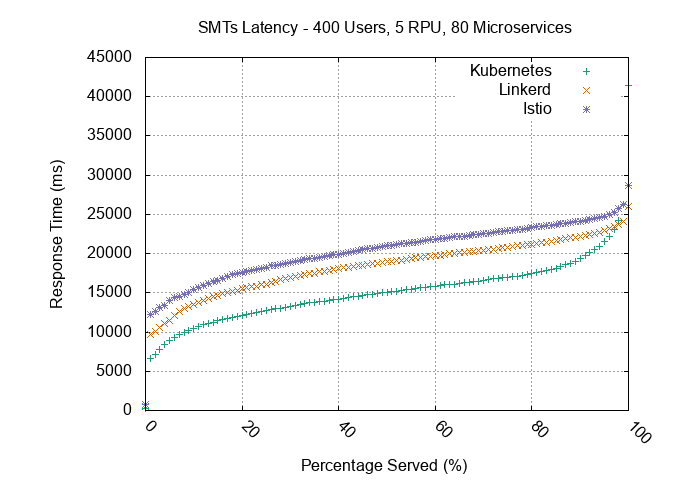 SMTs Latency - 400 Users, 5 RPU, 80 Microservices
45000
40000
35000
30000
25000
20000
15000
10000
5000
0
Response Time (ms)
Kubernetes
Linkerd
Istio
0 20 40 60 80 100
Percentage Served (%)